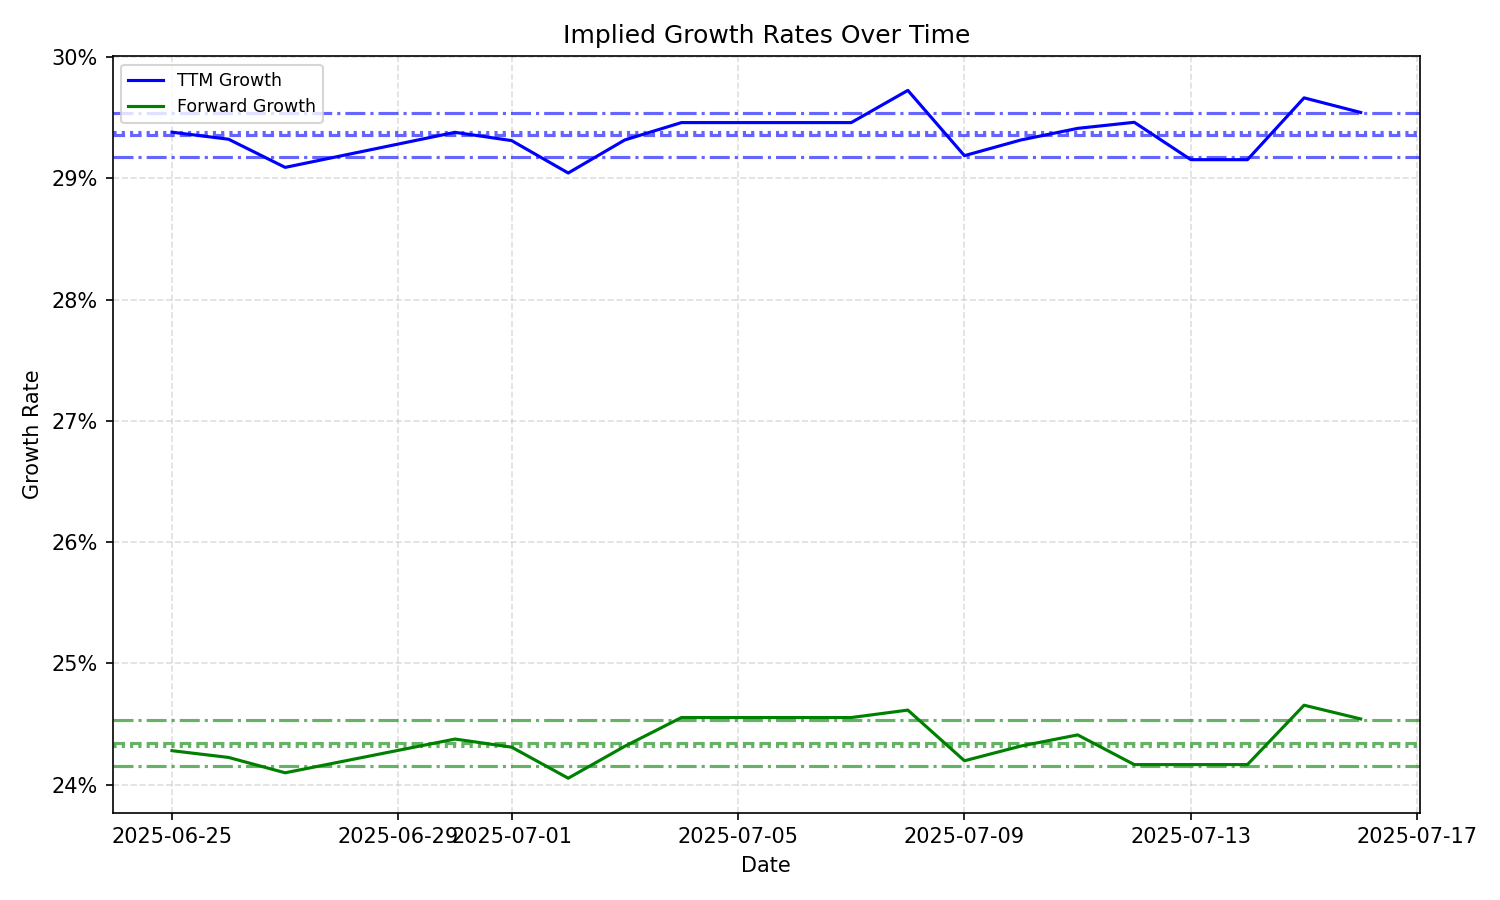 Implied Growth Rates Over Time
30%
TTM Growth
Forward Growth
29%
28%
27%
26%
25%
24%
Growth Rate
2025-06-25
2025-06-29
2025-07-01
2025-07-05
2025-07-09
2025-07-13
2025-07-17
Date